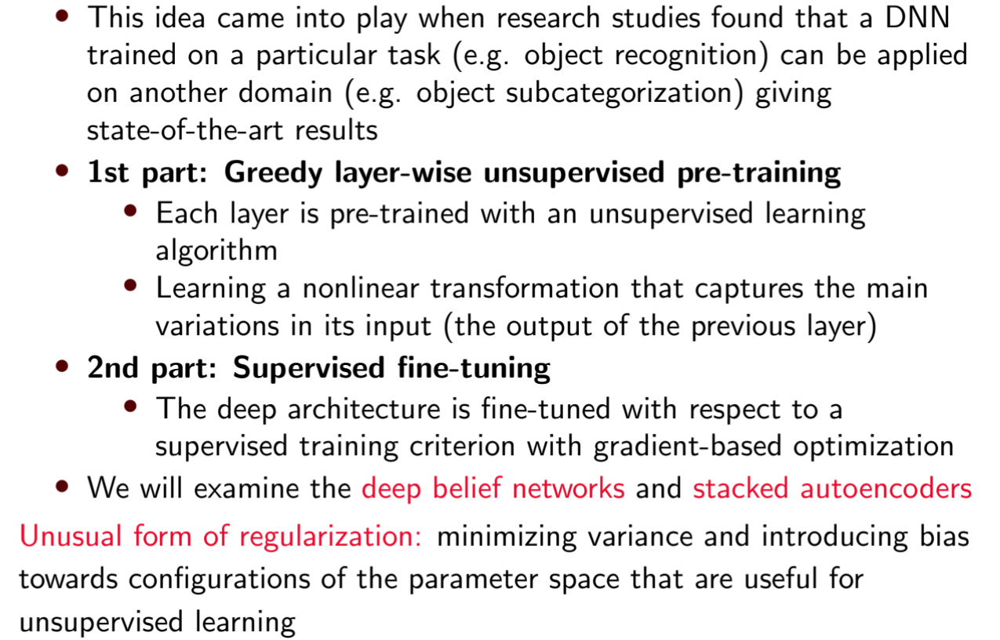 • This idea came into play when research studies found that a DNN
trained on a particular task (e.g. object recognition) can be applied
on another domain (e.g. object subcategorization) giving
state-of-the-art results
• 1st part: Greedy layer-wise unsupervised pre-training
• Each layer is pre-trained with an unsupervised learning
algorithm
• Learning a nonlinear transformation that captures the main
variations in its input (the output of the previous layer)
• 2nd part: Supervised fine-tuning
• The deep architecture is fine-tuned with respect to a
supervised training criterion with gradient-based optimization
• We will examine the deep belief networks and stacked autoencoders
Unusual form of regularization: minimizing variance and introducing bias
towards configurations of the parameter space that are useful for
unsupervised learning